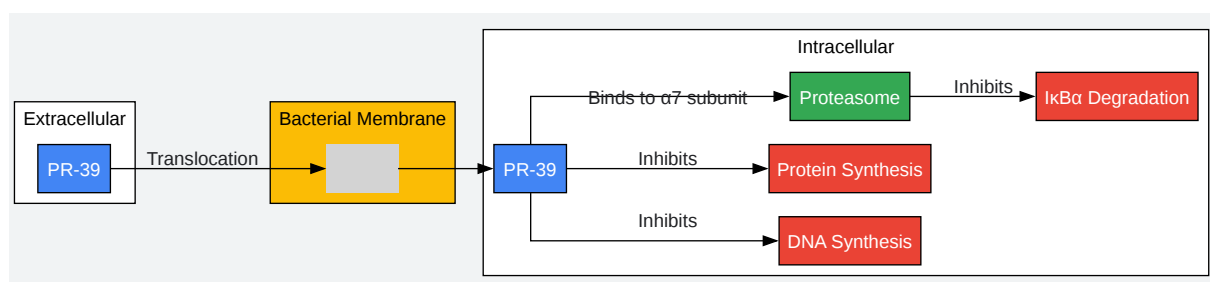 Intracellular
Binds to α7 subunit
Proteasome
Inhibits
IκBα Degradation
Extracellular
PR-39
Translocation
Bacterial Membrane
PR-39
Inhibits
Protein Synthesis
Inhibits
DNA Synthesis